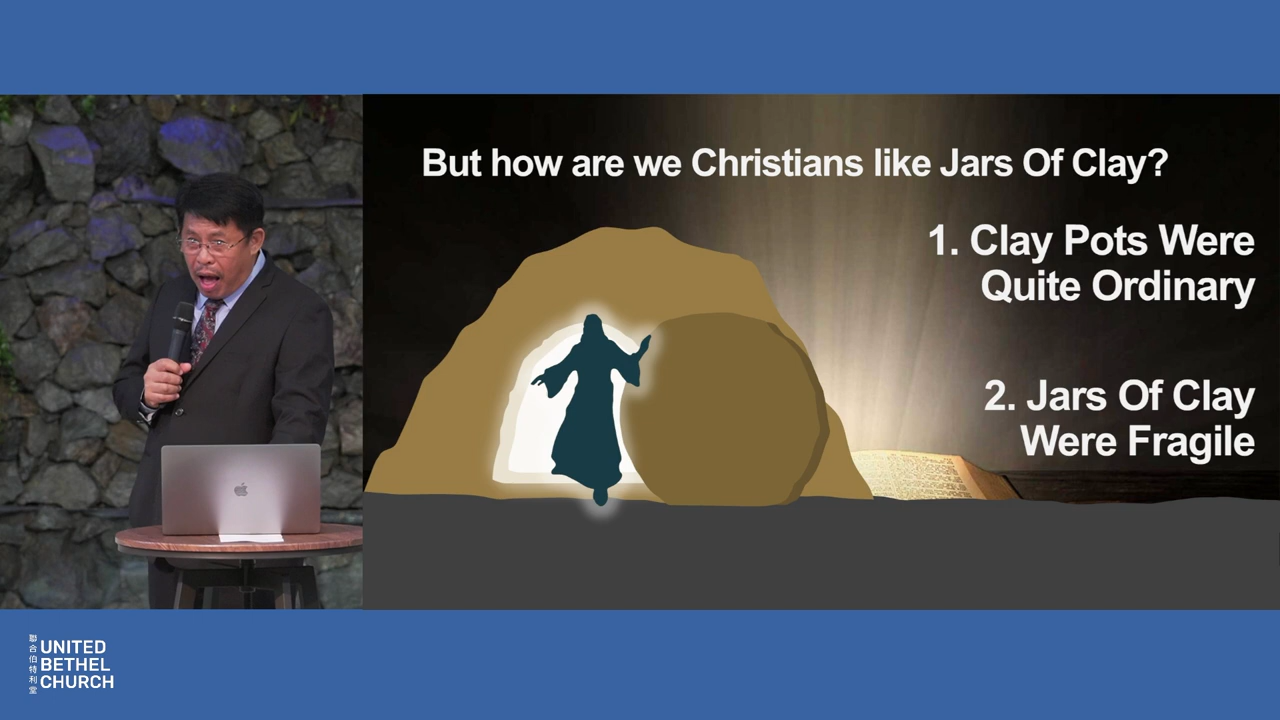 But how are we Christians like Jars Of Clay?
1. Clay Pots Were
Quite Ordinary
2. Jars Of Clay
Were Fragile
聯合伯特利堂
UNITED
BETHEL
CHURCH